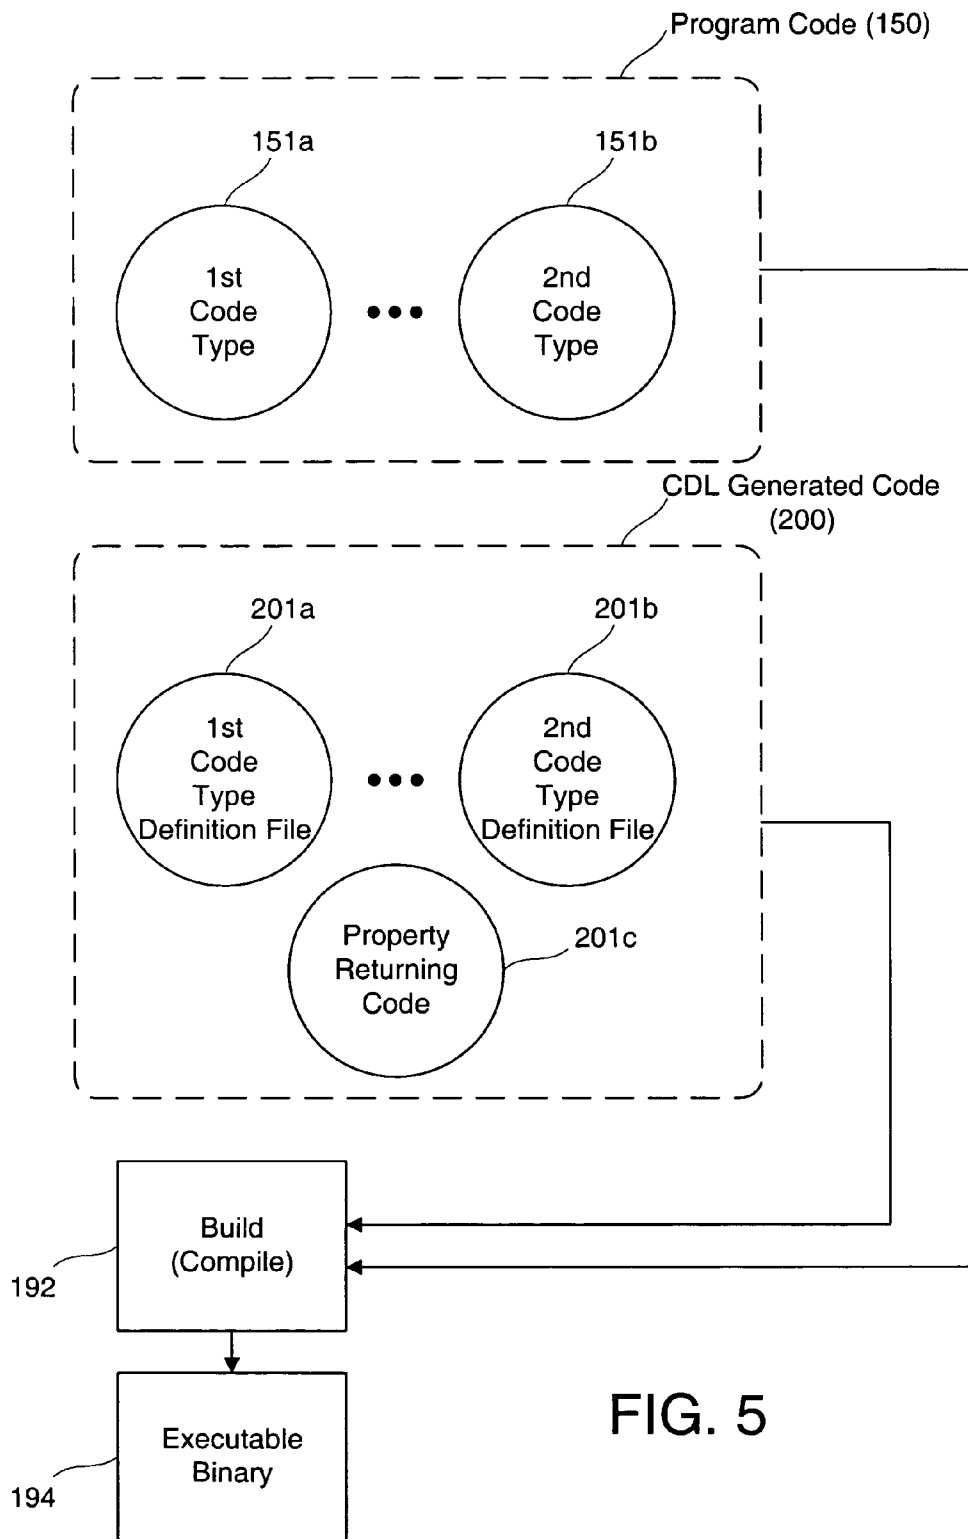 Program Code (150)
151a
151b
1st
Code
Type
2nd
Code
Type
CDL Generated Code
(200)
201a
201b
1st
Code
Type
Definition File
2nd
Code
Type
Definition File
Property
Returning
Code
201c
Build
(Compile)
192
Executable
Binary
194
FIG. 5